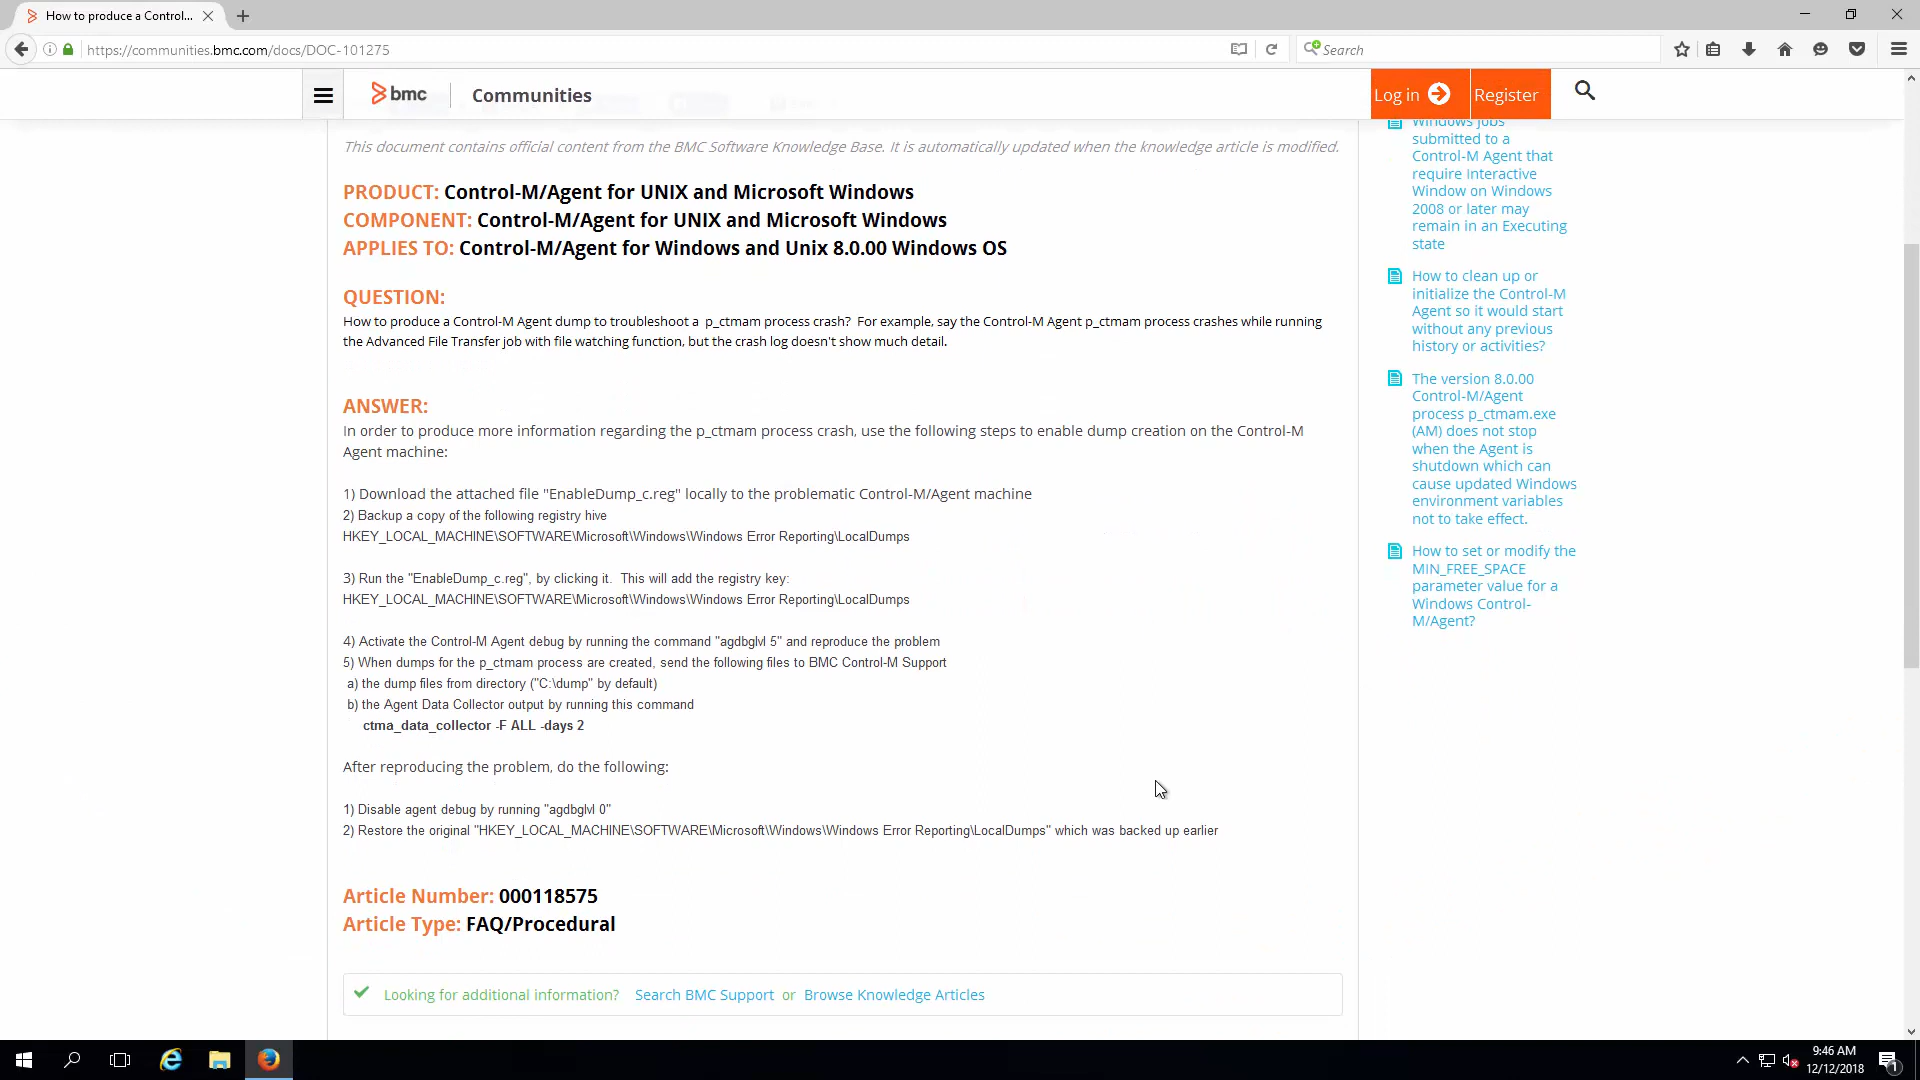 How to produce a Control...
https://communities.bmc.com/docs/DOC-101275
Search
bmc
Communities
Log in
Register
This document contains official content from the BMC Software Knowledge Base. It is automatically updated when the knowledge article is modified.
PRODUCT: Control-M/Agent for UNIX and Microsoft Windows
COMPONENT: Control-M/Agent for UNIX and Microsoft Windows
APPLIES TO: Control-M/Agent for Windows and Unix 8.0.00 Windows OS
QUESTION:
How to produce a Control-M Agent dump to troubleshoot a  p_ctmam process crash?  For example, say the Control-M Agent p_ctmam process crashes while running
the Advanced File Transfer job with file watching function, but the crash log doesn't show much detail.
ANSWER:
In order to produce more information regarding the p_ctmam process crash, use the following steps to enable dump creation on the Control-M
Agent machine:
1) Download the attached file "EnableDump_c.reg" locally to the problematic Control-M/Agent machine
2) Backup a copy of the following registry hive
HKEY_LOCAL_MACHINE\SOFTWARE\Microsoft\Windows\Windows Error Reporting\LocalDumps
3) Run the "EnableDump_c.reg", by clicking it.  This will add the registry key:
HKEY_LOCAL_MACHINE\SOFTWARE\Microsoft\Windows\Windows Error Reporting\LocalDumps
4) Activate the Control-M Agent debug by running the command "agdbglvl 5" and reproduce the problem
5) When dumps for the p_ctmam process are created, send the following files to BMC Control-M Support
a) the dump files from directory ("C:\dump" by default)
b) the Agent Data Collector output by running this command
ctma_data_collector -F ALL -days 2
After reproducing the problem, do the following:
1) Disable agent debug by running "agdbglvl 0"
2) Restore the original "HKEY_LOCAL_MACHINE\SOFTWARE\Microsoft\Windows\Windows Error Reporting\LocalDumps" which was backed up earlier
Article Number: 000118575
Article Type: FAQ/Procedural
Looking for additional information? Search BMC Support or Browse Knowledge Articles
Windows jobs
submitted to a
Control-M Agent that
require Interactive
Window on Windows
2008 or later may
remain in an Executing
state
How to clean up or
initialize the Control-M
Agent so it would start
without any previous
history or activities?
The version 8.0.00
Control-M/Agent
process p_ctmam.exe
(AM) does not stop
when the Agent is
shutdown which can
cause updated Windows
environment variables
not to take effect.
How to set or modify the
MIN_FREE_SPACE
parameter value for a
Windows Control-
M/Agent?
9:46 AM
12/12/2018
1